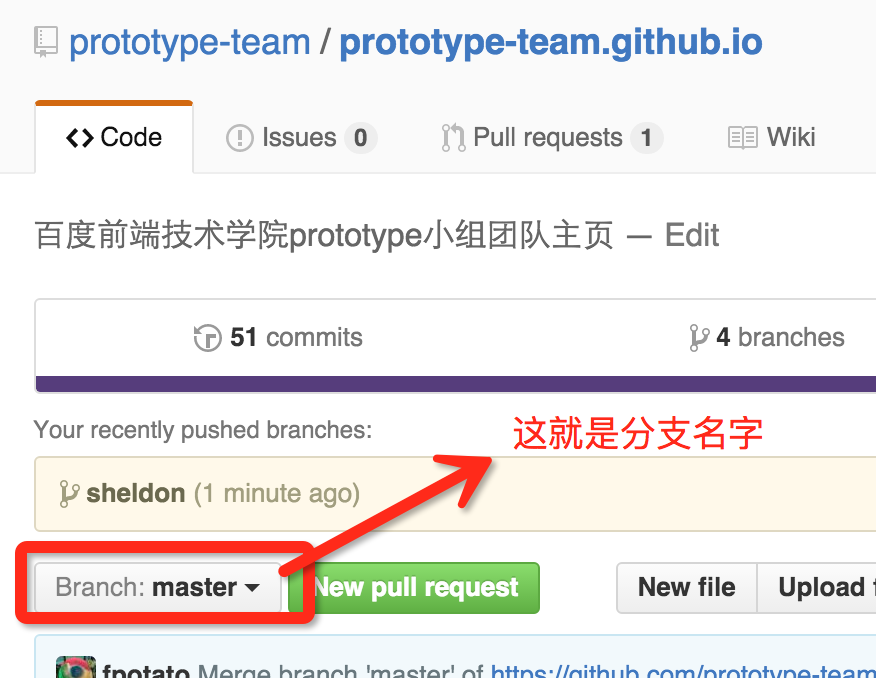 prototype-team / prototype-team.github.io
Code Issues 0 Pull requests 1 Wiki
百度前端技术学院prototype小组团队主页 — Edit
51 commits 4 branches
Your recently pushed branches:
这就是分支名字
sheldon (1 minute ago)
Branch: master New pull request New file Upload f
fpotato Merge branch 'master' of https://github.com/prototype-team